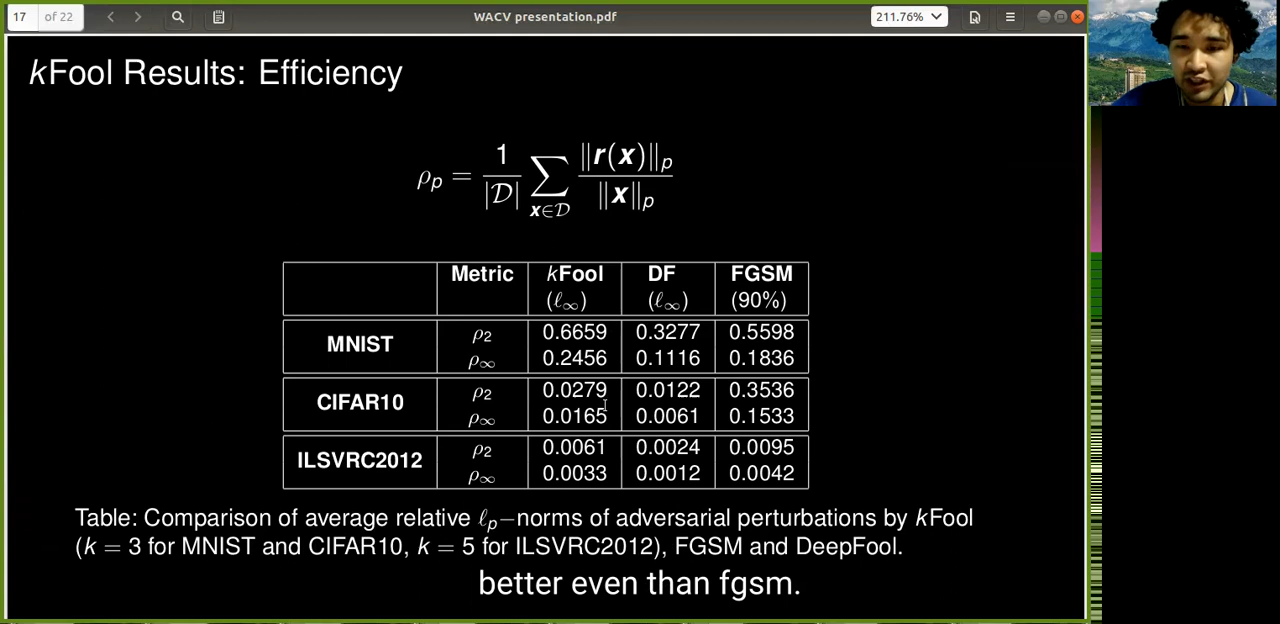 17 of 22
WACV presentation.pdf
211.76%
kFool Results: Efficiency
ρp = 1/|D| ∑x∈D ‖r(x)‖p / ‖x‖p
Metric kFool DF FGSM
(ℓ∞) (ℓ∞) (90%)
MNIST
ρ2 0.6659 0.3277 0.5598
ρ∞ 0.2456 0.1116 0.1836
CIFAR10
ρ2 0.0279 0.0122 0.3536
ρ∞ 0.0165 0.0061 0.1533
ILSVRC2012
ρ2 0.0061 0.0024 0.0095
ρ∞ 0.0033 0.0012 0.0042
Table: Comparison of average relative ℓp−norms of adversarial perturbations by kFool
(k = 3 for MNIST and CIFAR10, k = 5 for ILSVRC2012), FGSM and DeepFool.
better even than fgsm.